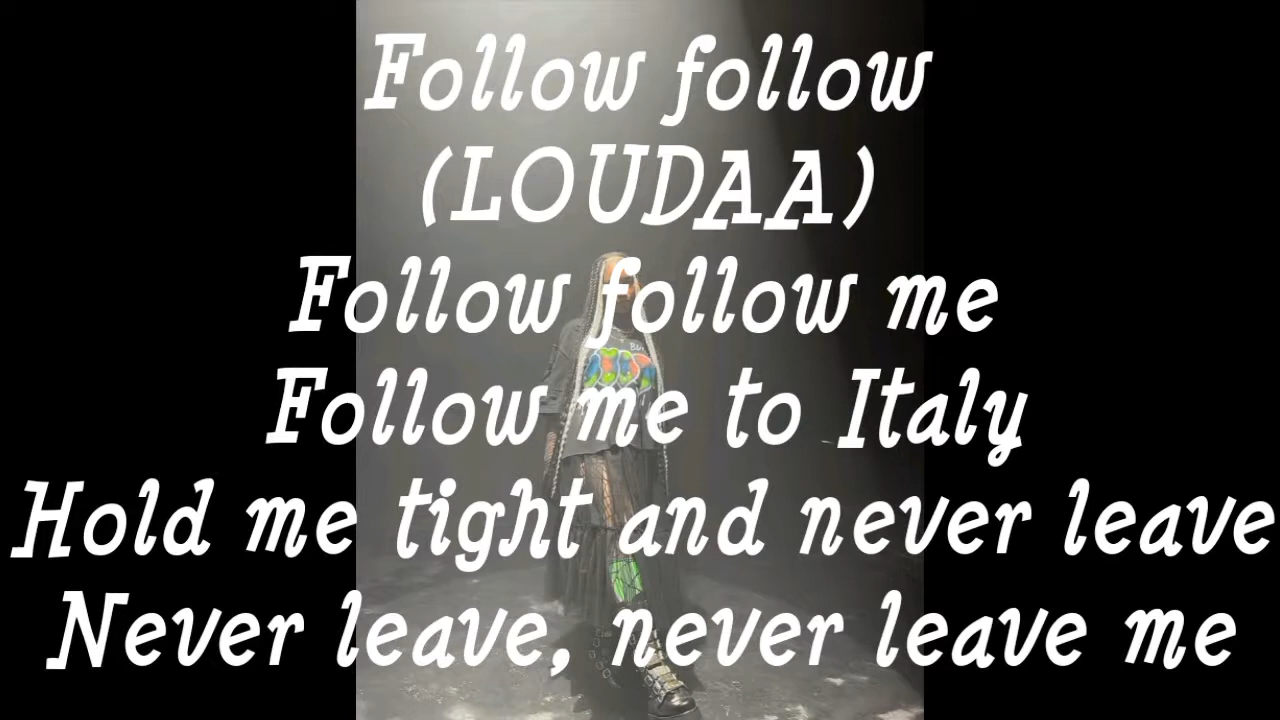 Follow follow
(LOUDAA)
Follow follow me
Follow me to Italy
Hold me tight and never leave
Never leave, never leave me